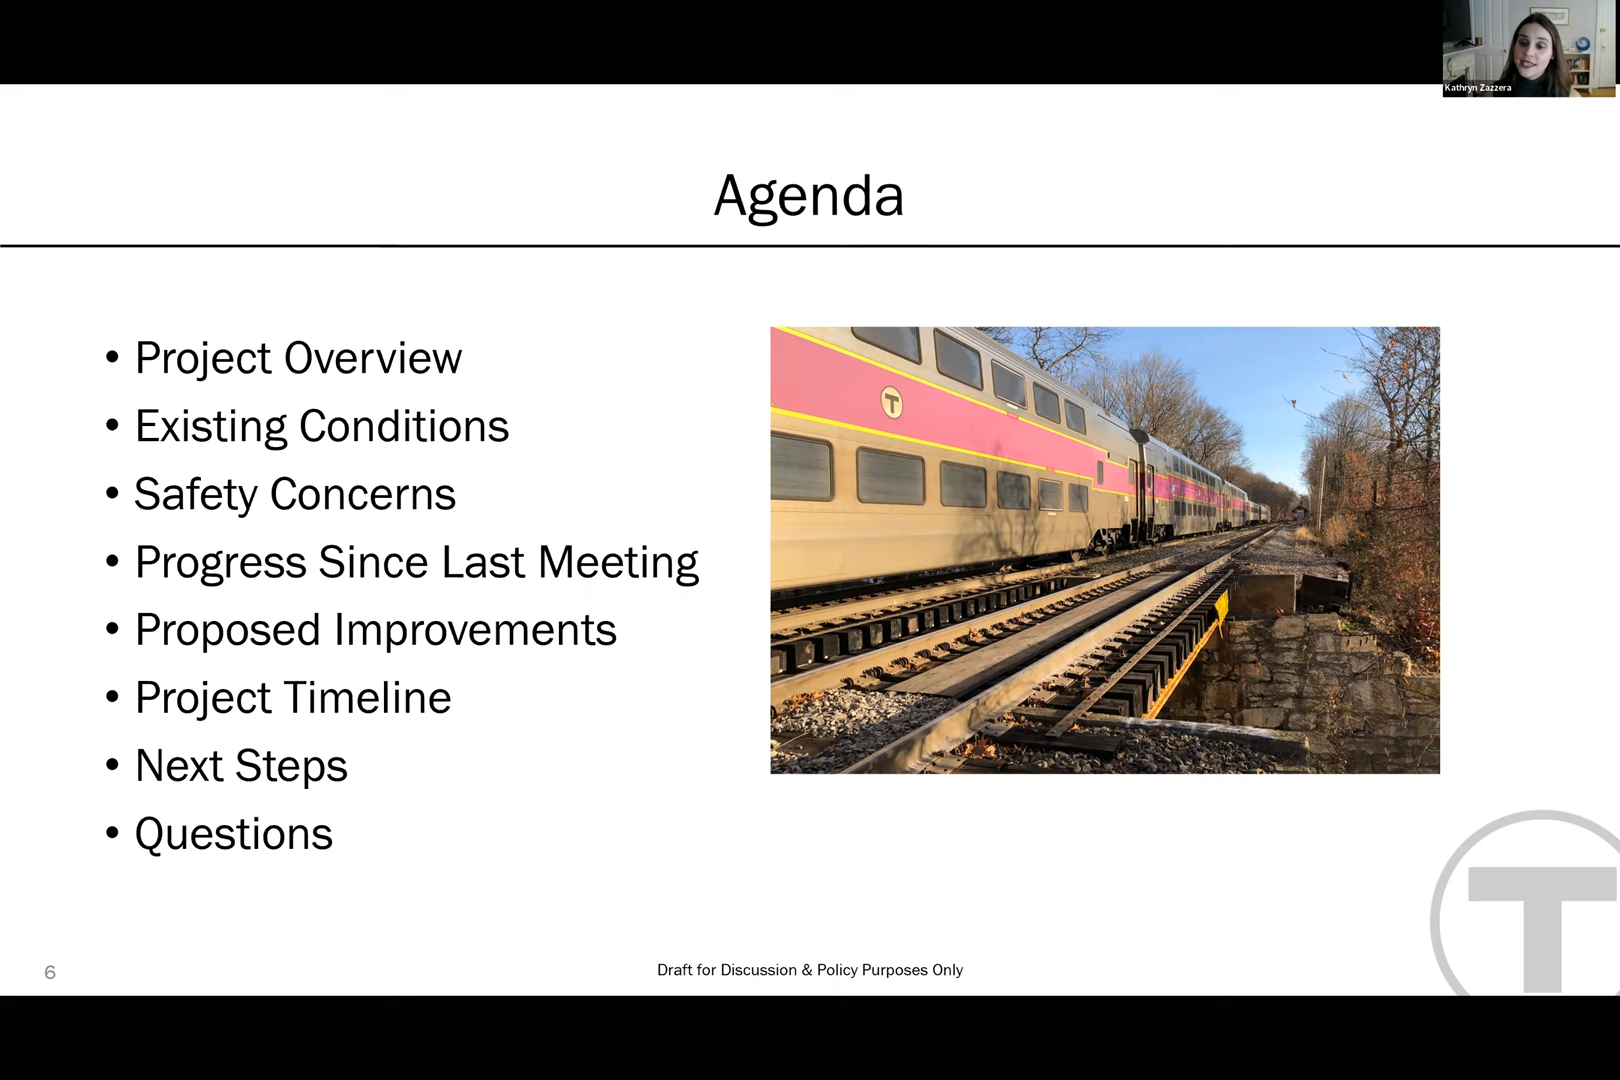 Kathryn Zazzera
Agenda
• Project Overview
• Existing Conditions
• Safety Concerns
• Progress Since Last Meeting
• Proposed Improvements
• Project Timeline
• Next Steps
• Questions
T
T
6
Draft for Discussion & Policy Purposes Only